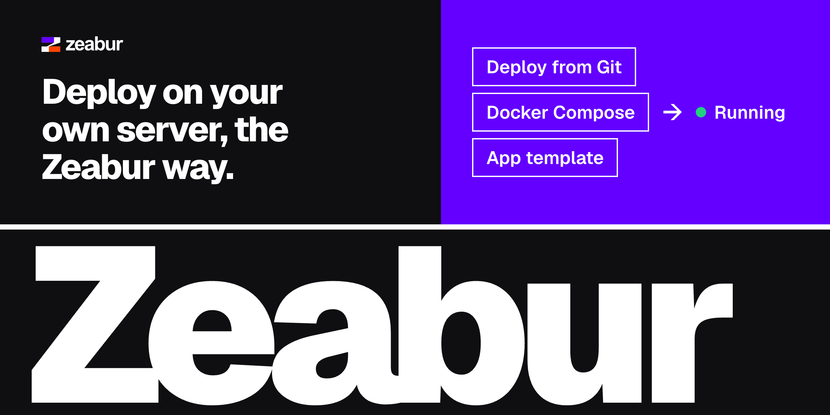 zeabur
Deploy on your
own server, the
Zeabur way.
Deploy from Git
Docker Compose
→ Running
App template
Zeabur